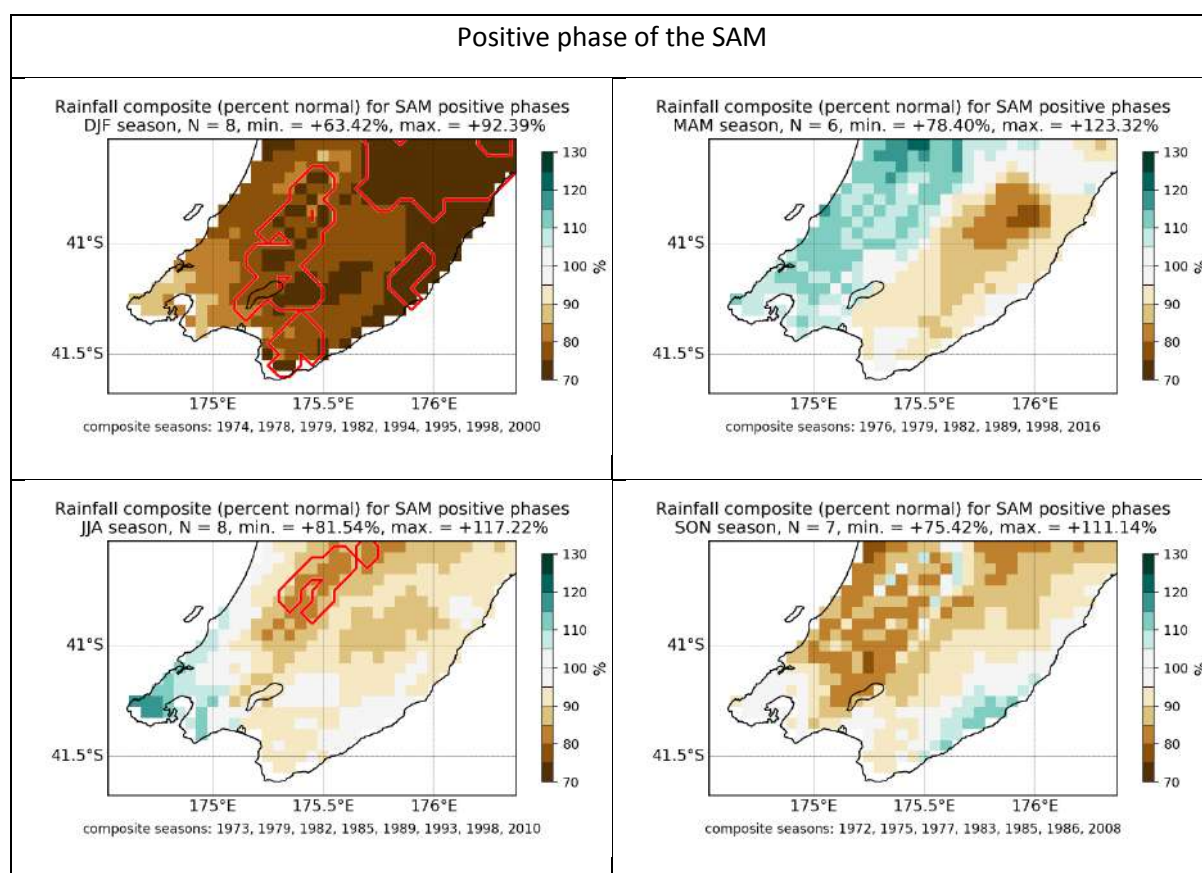 Positive phase of the SAM
Rainfall composite (percent normal) for SAM positive phases
DJF season, N = 8, min. = +63.42%, max. = +92.39%
130
120
110
100
90
80
70
%
41°S
41.5°S
175°E
175.5°E
176°E
composite seasons: 1974, 1978, 1979, 1982, 1994, 1995, 1998, 2000
Rainfall composite (percent normal) for SAM positive phases
MAM season, N = 6, min. = +78.40%, max. = +123.32%
130
120
110
100
90
80
70
%
41°S
41.5°S
175°E
175.5°E
176°E
composite seasons: 1976, 1979, 1982, 1989, 1998, 2016
Rainfall composite (percent normal) for SAM positive phases
JJA season, N = 8, min. = +81.54%, max. = +117.22%
130
120
110
100
90
80
70
%
41°S
41.5°S
175°E
175.5°E
176°E
composite seasons: 1973, 1979, 1982, 1985, 1989, 1993, 1998, 2010
Rainfall composite (percent normal) for SAM positive phases
SON season, N = 7, min. = +75.42%, max. = +111.14%
130
120
110
100
90
80
70
%
41°S
41.5°S
175°E
175.5°E
176°E
composite seasons: 1972, 1975, 1977, 1983, 1985, 1986, 2008